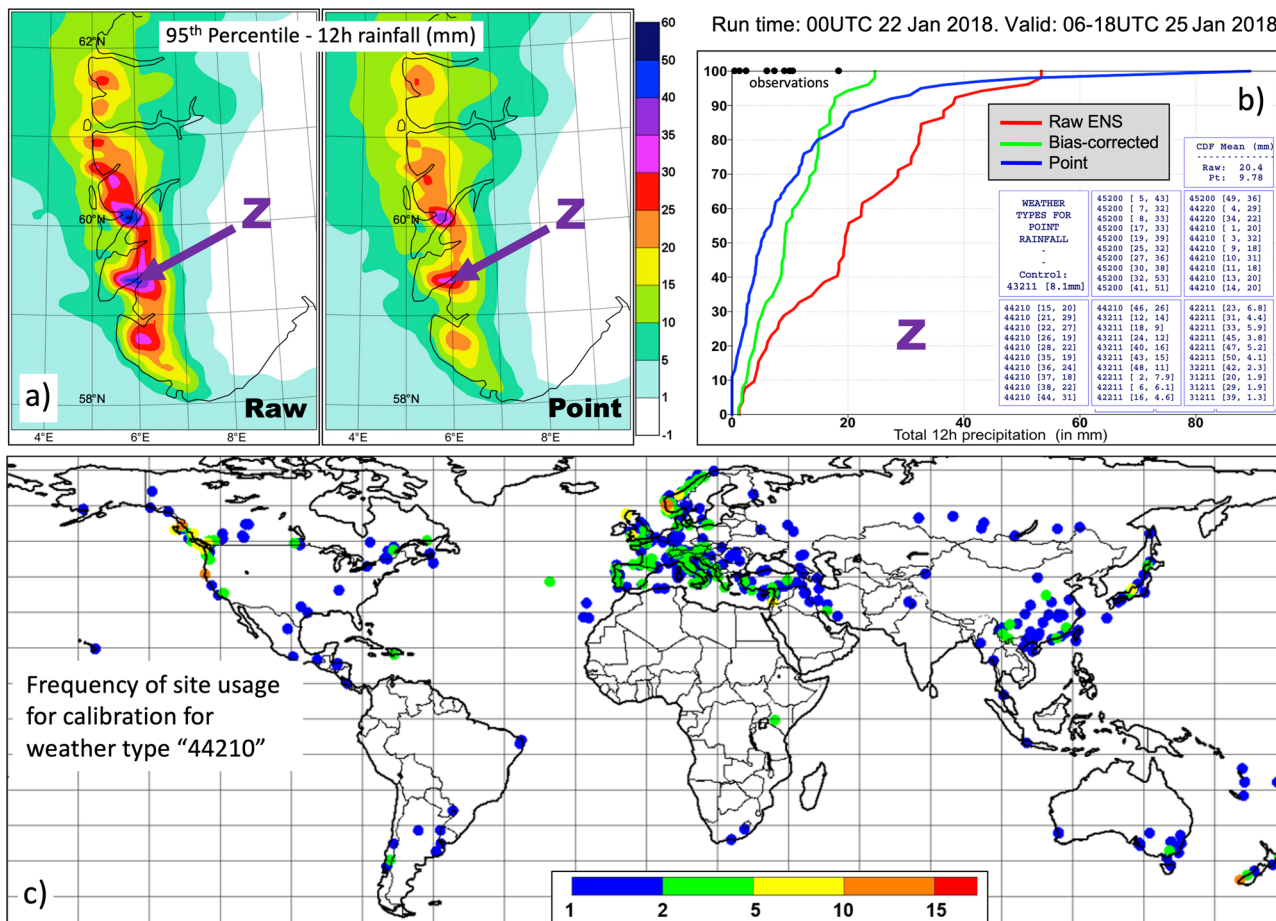 Run time: 00UTC 22 Jan 2018. Valid: 06-18UTC 25 Jan 2018
95th Percentile - 12h rainfall (mm)
62°N
60°N
58°N
4°E
6°E
8°E
a)
Raw
Z
62°N
60°N
58°N
4°E
6°E
8°E
Point
60
50
40
35
30
25
20
15
10
5
1
-1
b)
observations
100
90
80
70
60
50
40
30
20
10
0
0 20 40 60 80
Total 12h precipitation (in mm)
Raw ENS
Bias-corrected
Point
Z
CDF Mean (mm)
-------------
Raw: 20.4
Pt: 9.78
WEATHER
TYPES FOR
POINT
RAINFALL
-
-
Control:
43211 [8.1mm]
45200 [ 5, 43]
45200 [ 7, 32]
45200 [ 8, 33]
45200 [17, 33]
45200 [19, 39]
45200 [25, 32]
45200 [27, 36]
45200 [30, 38]
45200 [32, 53]
45200 [41, 51]
45200 [49, 36]
44220 [ 4, 29]
44220 [34, 22]
44210 [ 1, 20]
44210 [ 3, 32]
44210 [ 9, 18]
44210 [10, 31]
44210 [11, 18]
44210 [13, 20]
44210 [14, 20]
44210 [15, 20]
44210 [21, 29]
44210 [22, 27]
44210 [26, 19]
44210 [28, 22]
44210 [35, 19]
44210 [36, 24]
44210 [37, 18]
44210 [38, 22]
44210 [44, 31]
44210 [46, 26]
43211 [12, 14]
43211 [18, 9]
43211 [24, 12]
43211 [40, 16]
43211 [43, 15]
43211 [48, 11]
42211 [ 2, 7.9]
42211 [ 6, 6.1]
42211 [16, 4.6]
42211 [23, 6.8]
42211 [31, 4.4]
42211 [33, 5.9]
42211 [45, 3.8]
42211 [47, 5.2]
42211 [50, 4.1]
32211 [42, 2.3]
31211 [20, 1.9]
31211 [29, 1.9]
31211 [39, 1.3]
Frequency of site usage
for calibration for
weather type “44210”
c)
1 2 5 10 15